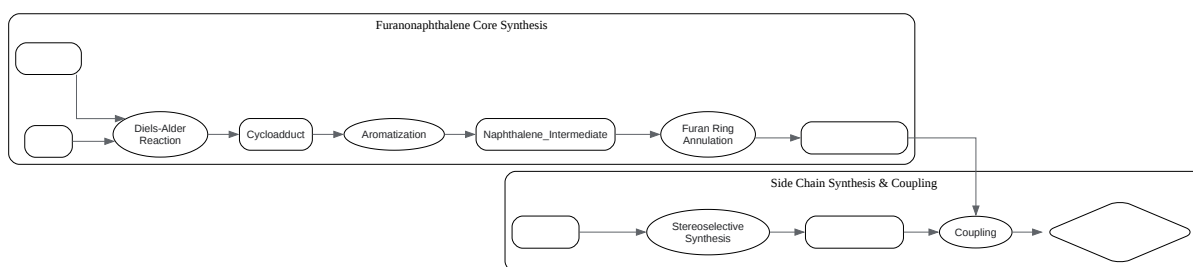 Furanonaphthalene Core Synthesis
Diels-Alder
Reaction
Cycloadduct
Aromatization
Naphthalene_Intermediate
Furan Ring
Annulation
Side Chain Synthesis & Coupling
Stereoselective
Synthesis
Coupling